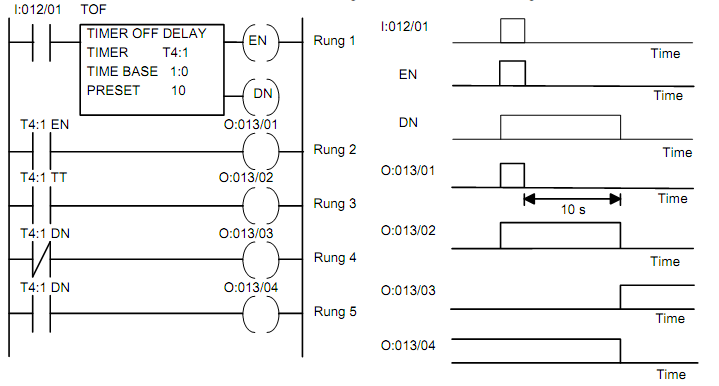 I:012/01 TOF
TIMER OFF DELAY
TIMER T4:1
TIME BASE 1:0
PRESET 10
EN
DN
Rung 1
T4:1 EN O:013/01
Rung 2
T4:1 TT O:013/02
Rung 3
T4:1 DN O:013/03
Rung 4
T4:1 DN O:013/04
Rung 5
I:012/01
Time
EN
Time
DN
Time
O:013/01
Time
10 s
O:013/02
Time
O:013/03
Time
O:013/04
Time